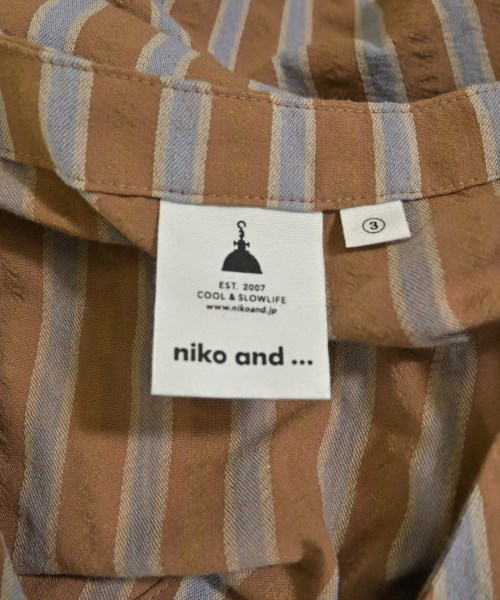 EST. 2007
COOL & SLOWLIFE
www.nikoand.jp
niko and ...
3